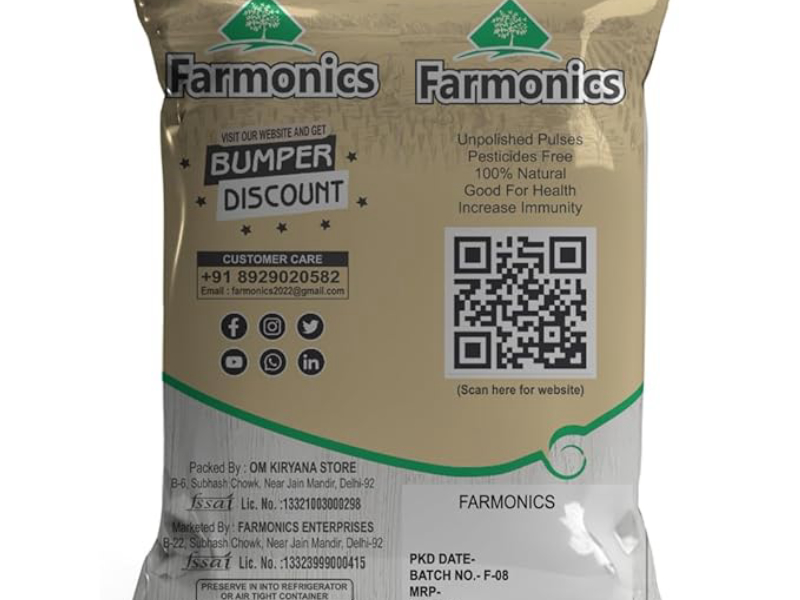 Farmonics
VISIT OUR WEBSITE AND GET
BUMPER
DISCOUNT
CUSTOMER CARE
+91 8929020582
Email : farmonics2022@gmail.com
Packed By : OM KIRYANA STORE
B-6, Subhash Chowk, Near Jain Mandir, Delhi-92
fssai Lic. No. :13321003000298
Marketed By : FARMONICS ENTERPRISES
B-22, Subhash Chowk, Near Jain Mandir, Delhi-92
fssai Lic. No. :13323999000415
PRESERVE IN INTO REFRIGERATOR
OR AIR TIGHT CONTAINER
Farmonics
Unpolished Pulses
Pesticides Free
100% Natural
Good For Health
Increase Immunity
(Scan here for website)
FARMONICS
PKD DATE-
BATCH NO.- F-08
MRP-